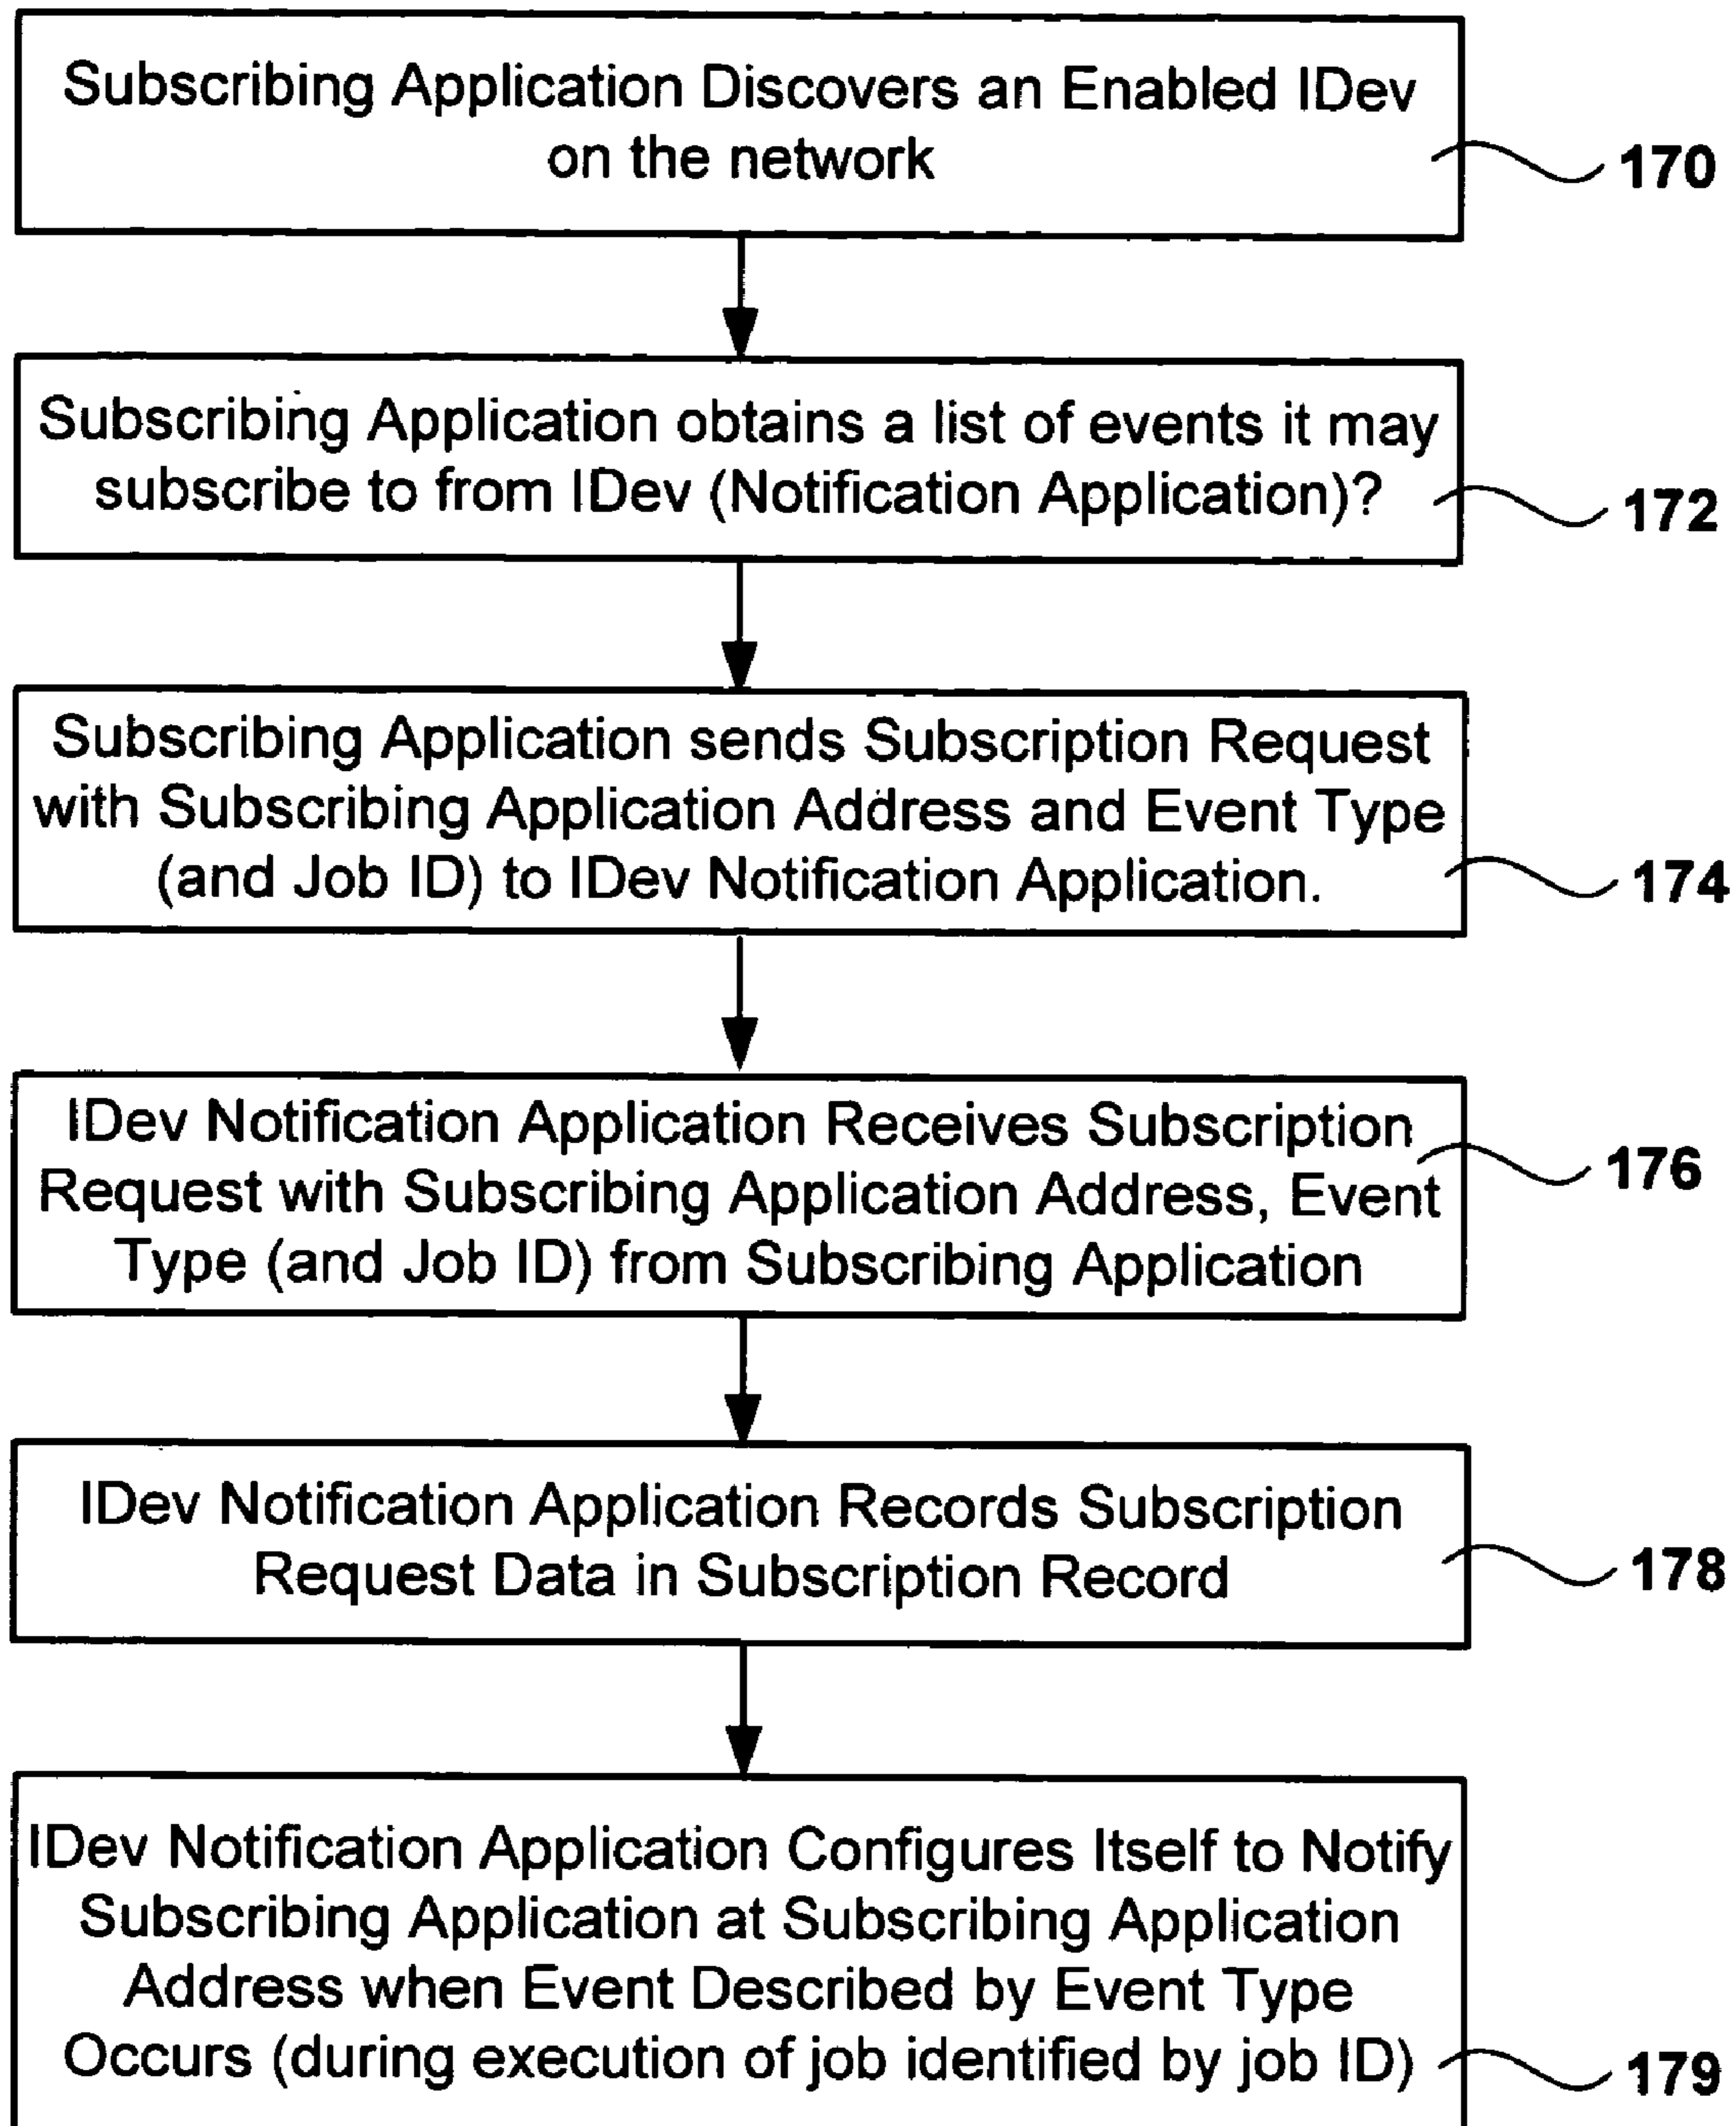 Subscribing Application Discovers an Enabled IDev
on the network
170
Subscribing Application obtains a list of events it may
subscribe to from IDev (Notification Application)?
172
Subscribing Application sends Subscription Request
with Subscribing Application Address and Event Type
(and Job ID) to IDev Notification Application.
174
IDev Notification Application Receives Subscription
Request with Subscribing Application Address, Event
Type (and Job ID) from Subscribing Application
176
IDev Notification Application Records Subscription
Request Data in Subscription Record
178
IDev Notification Application Configures Itself to Notify
Subscribing Application at Subscribing Application
Address when Event Described by Event Type
Occurs (during execution of job identified by job ID)
179